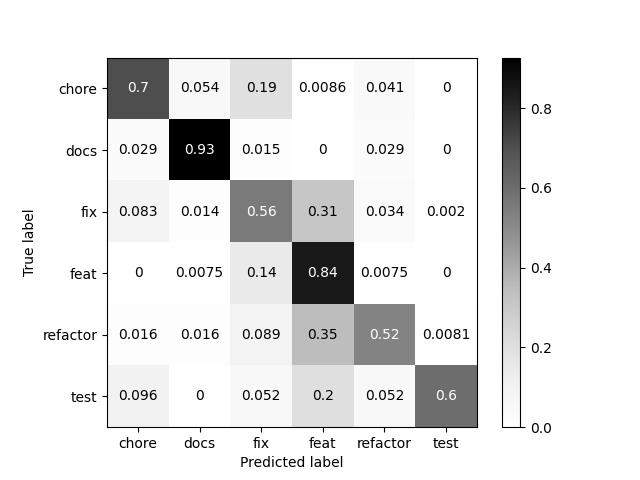 chore 0.7 0.054 0.19 0.0086 0.041 0
docs 0.029 0.93 0.015 0 0.029 0
fix 0.083 0.014 0.56 0.31 0.034 0.002
feat 0 0.0075 0.14 0.84 0.0075 0
refactor 0.016 0.016 0.089 0.35 0.52 0.0081
test 0.096 0 0.052 0.2 0.052 0.6
chore docs fix feat refactor test
Predicted label
True label
0.8
0.6
0.4
0.2
0.0